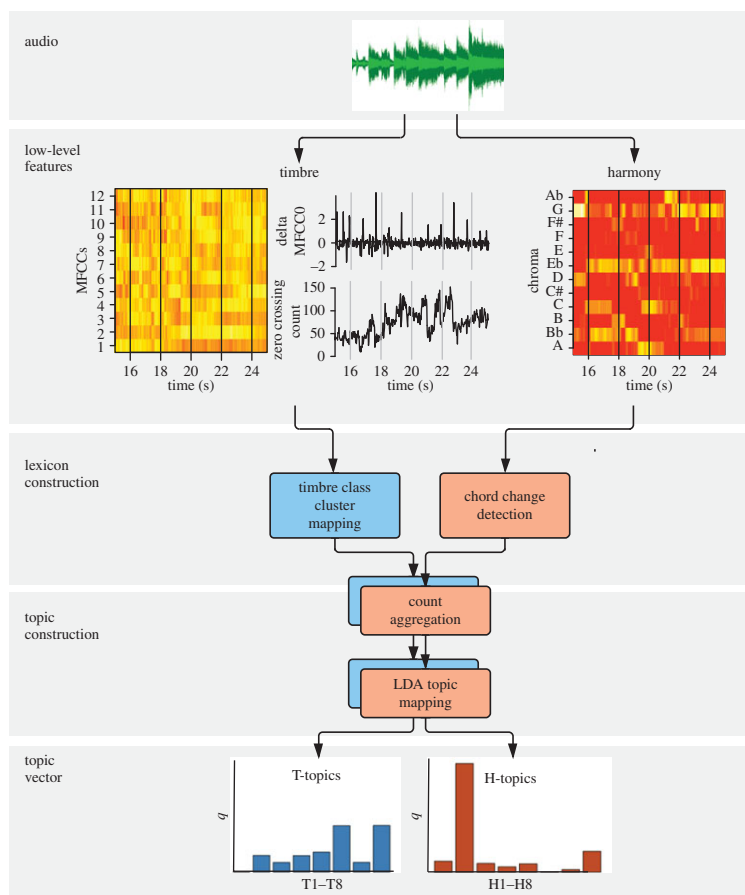 audio
low-level
features
timbre
harmony
MFCCs
12
11
10
9
8
7
6
5
4
3
2
1
16 18 20 22 24
time (s)
delta
MFCC0
2
0
−2
zero crossing
count
150
100
50
0
16 18 20 22 24
time (s)
chroma
Ab
G
F#
F
E
Eb
D
C#
C
B
Bb
A
16 18 20 22 24
time (s)
lexicon
construction
timbre class
cluster
mapping
chord change
detection
topic
construction
count
aggregation
LDA topic
mapping
topic
vector
T-topics
q
T1–T8
H-topics
q
H1–H8